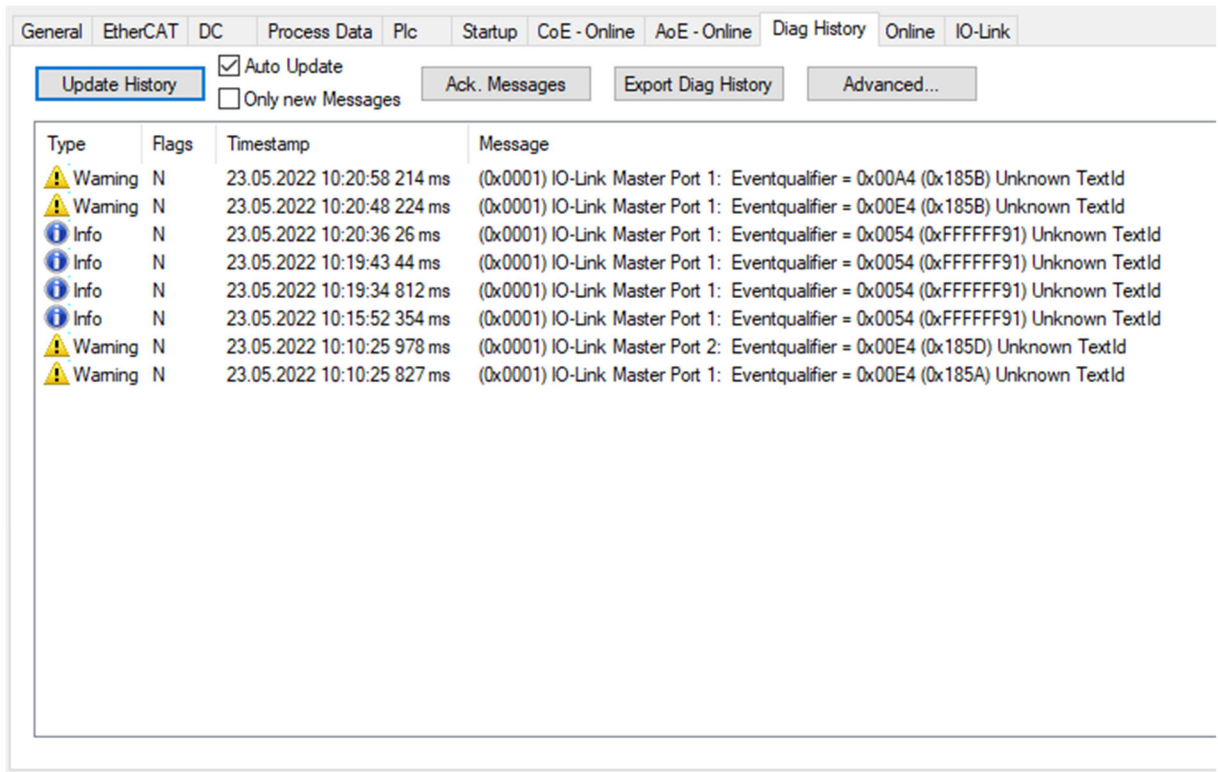 General EtherCAT DC Process Data Plc Startup CoE - Online AoE - Online Diag History Online IO-Link
Update History
Auto Update
Only new Messages
Ack. Messages
Export Diag History
Advanced...
Type Flags Timestamp Message
Warning N 23.05.2022 10:20:58 214 ms (0x0001) IO-Link Master Port 1: Eventqualifier = 0x00A4 (0x185B) Unknown TextId
Warning N 23.05.2022 10:20:48 224 ms (0x0001) IO-Link Master Port 1: Eventqualifier = 0x00E4 (0x185B) Unknown TextId
Info N 23.05.2022 10:20:36 26 ms (0x0001) IO-Link Master Port 1: Eventqualifier = 0x0054 (0xFFFFFF91) Unknown TextId
Info N 23.05.2022 10:19:43 44 ms (0x0001) IO-Link Master Port 1: Eventqualifier = 0x0054 (0xFFFFFF91) Unknown TextId
Info N 23.05.2022 10:19:34 812 ms (0x0001) IO-Link Master Port 1: Eventqualifier = 0x0054 (0xFFFFFF91) Unknown TextId
Info N 23.05.2022 10:15:52 354 ms (0x0001) IO-Link Master Port 1: Eventqualifier = 0x0054 (0xFFFFFF91) Unknown TextId
Warning N 23.05.2022 10:10:25 978 ms (0x0001) IO-Link Master Port 2: Eventqualifier = 0x00E4 (0x185D) Unknown TextId
Warning N 23.05.2022 10:10:25 827 ms (0x0001) IO-Link Master Port 1: Eventqualifier = 0x00E4 (0x185A) Unknown TextId